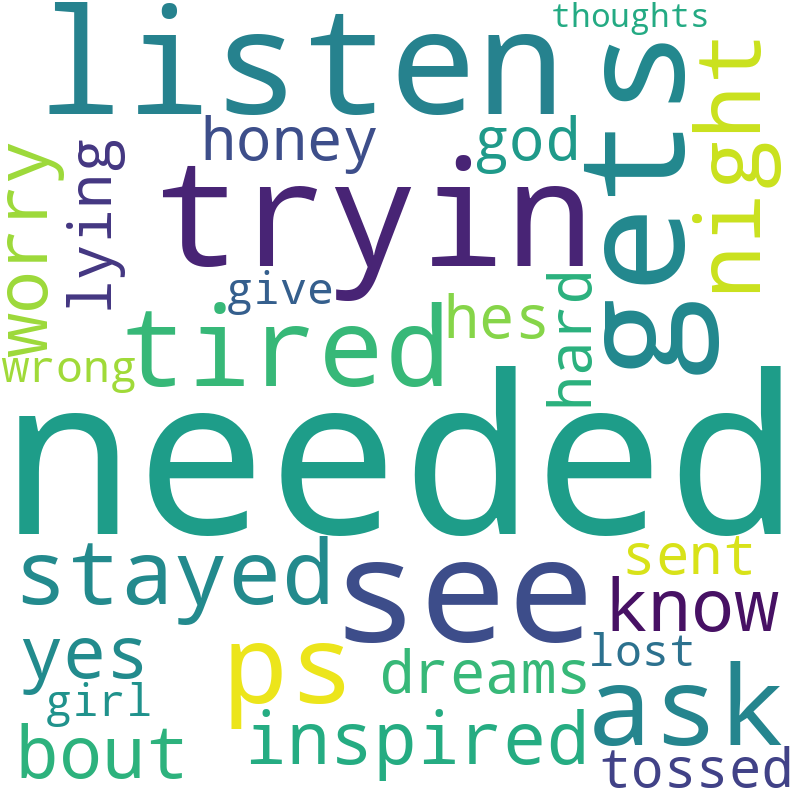 thoughts
listen
gets
night
honey
god
worry
lying
tryin
give
hes
hard
tired
wrong
needed
stayed
see
sent
know
yes
ps
dreams
lost
girl
inspired
ask
bout
tossed